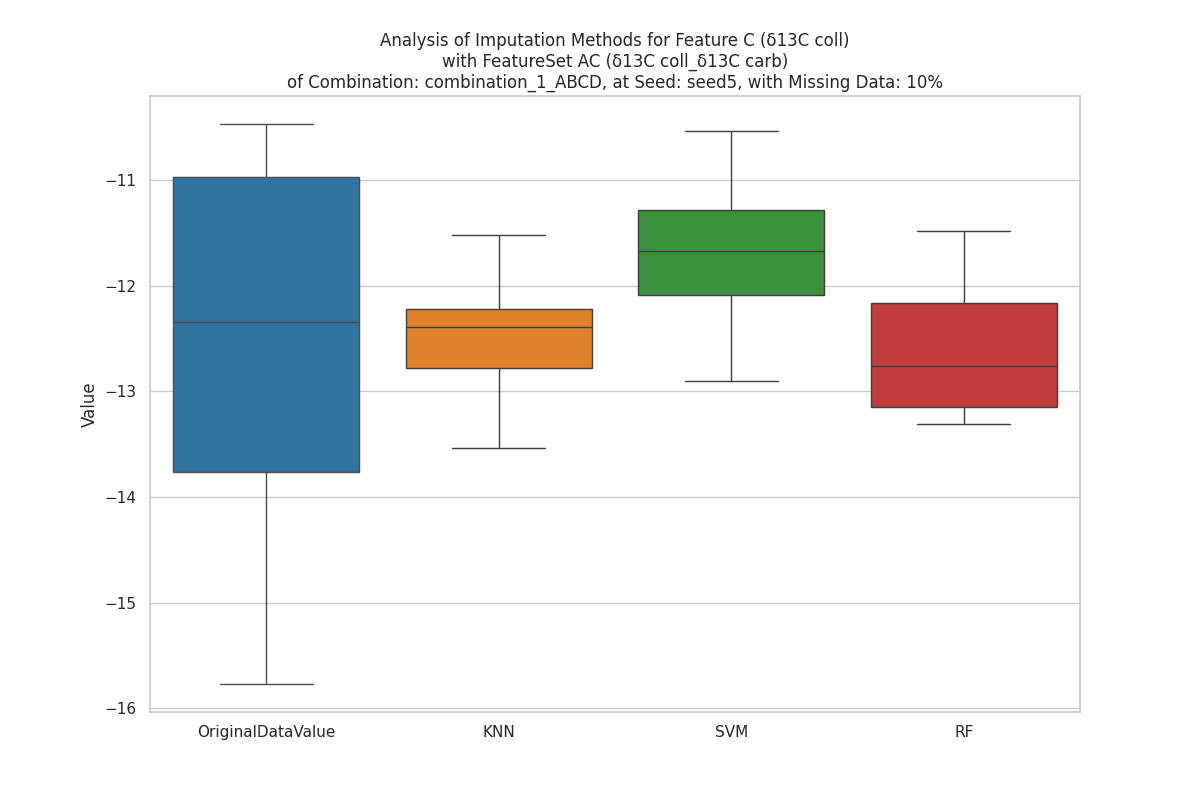 Analysis of Imputation Methods for Feature C (δ13C coll)
with FeatureSet AC (δ13C coll_δ13C carb)
of Combination: combination_1_ABCD, at Seed: seed5, with Missing Data: 10%
Value
−11
−12
−13
−14
−15
−16
OriginalDataValue
KNN
SVM
RF